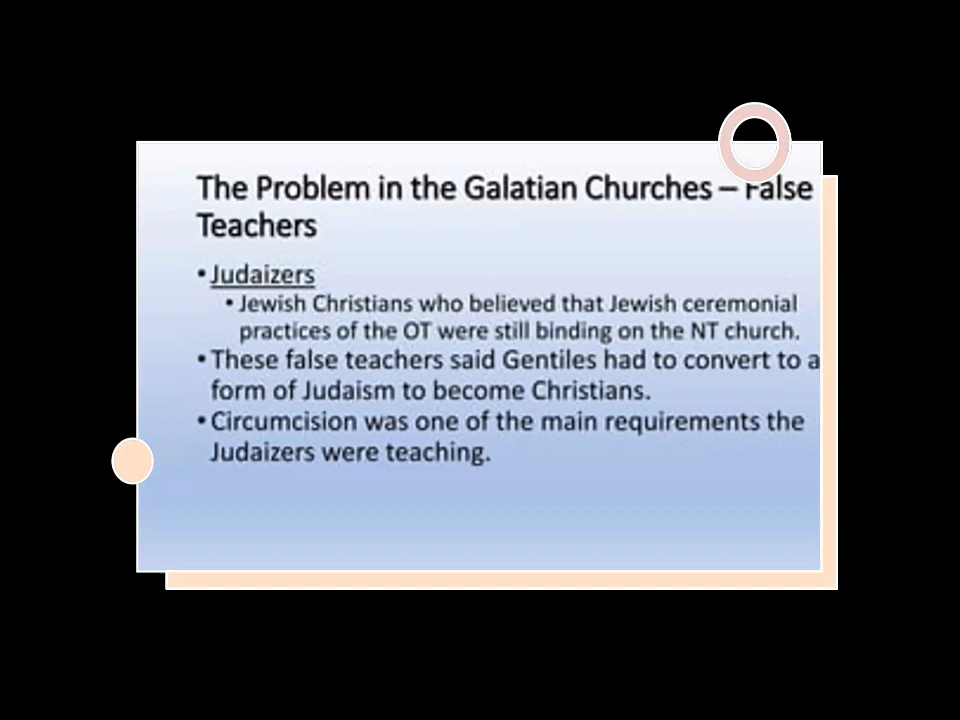 The Problem in the Galatian Churches – False
Teachers
• Judaizers
• Jewish Christians who believed that Jewish ceremonial
practices of the OT were still binding on the NT church.
• These false teachers said Gentiles had to convert to a
form of Judaism to become Christians.
• Circumcision was one of the main requirements the
Judaizers were teaching.